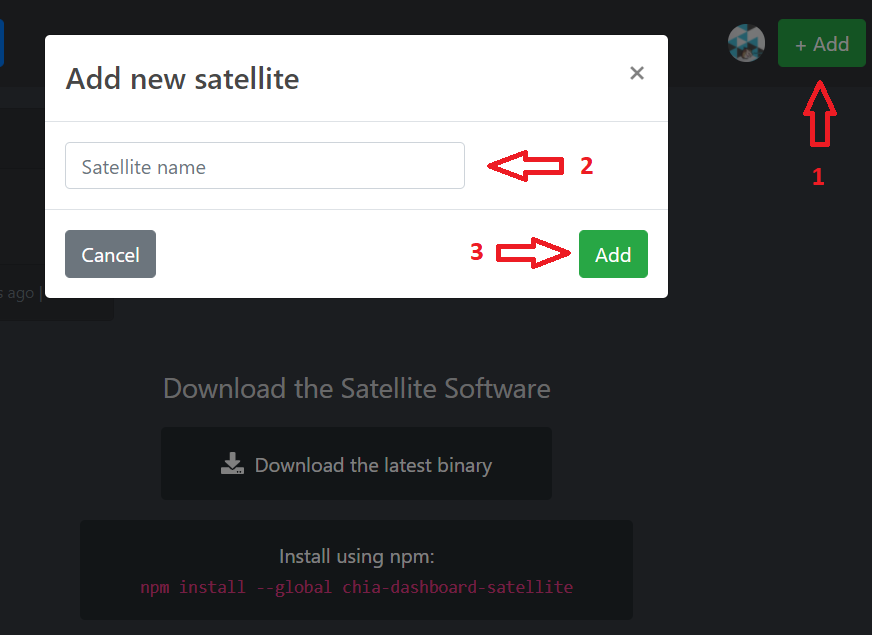 + Add
1
Add new satellite
×
Satellite name
2
Cancel
3
Add
s ago |
Download the Satellite Software
Download the latest binary
Install using npm:
npm install --global chia-dashboard-satellite